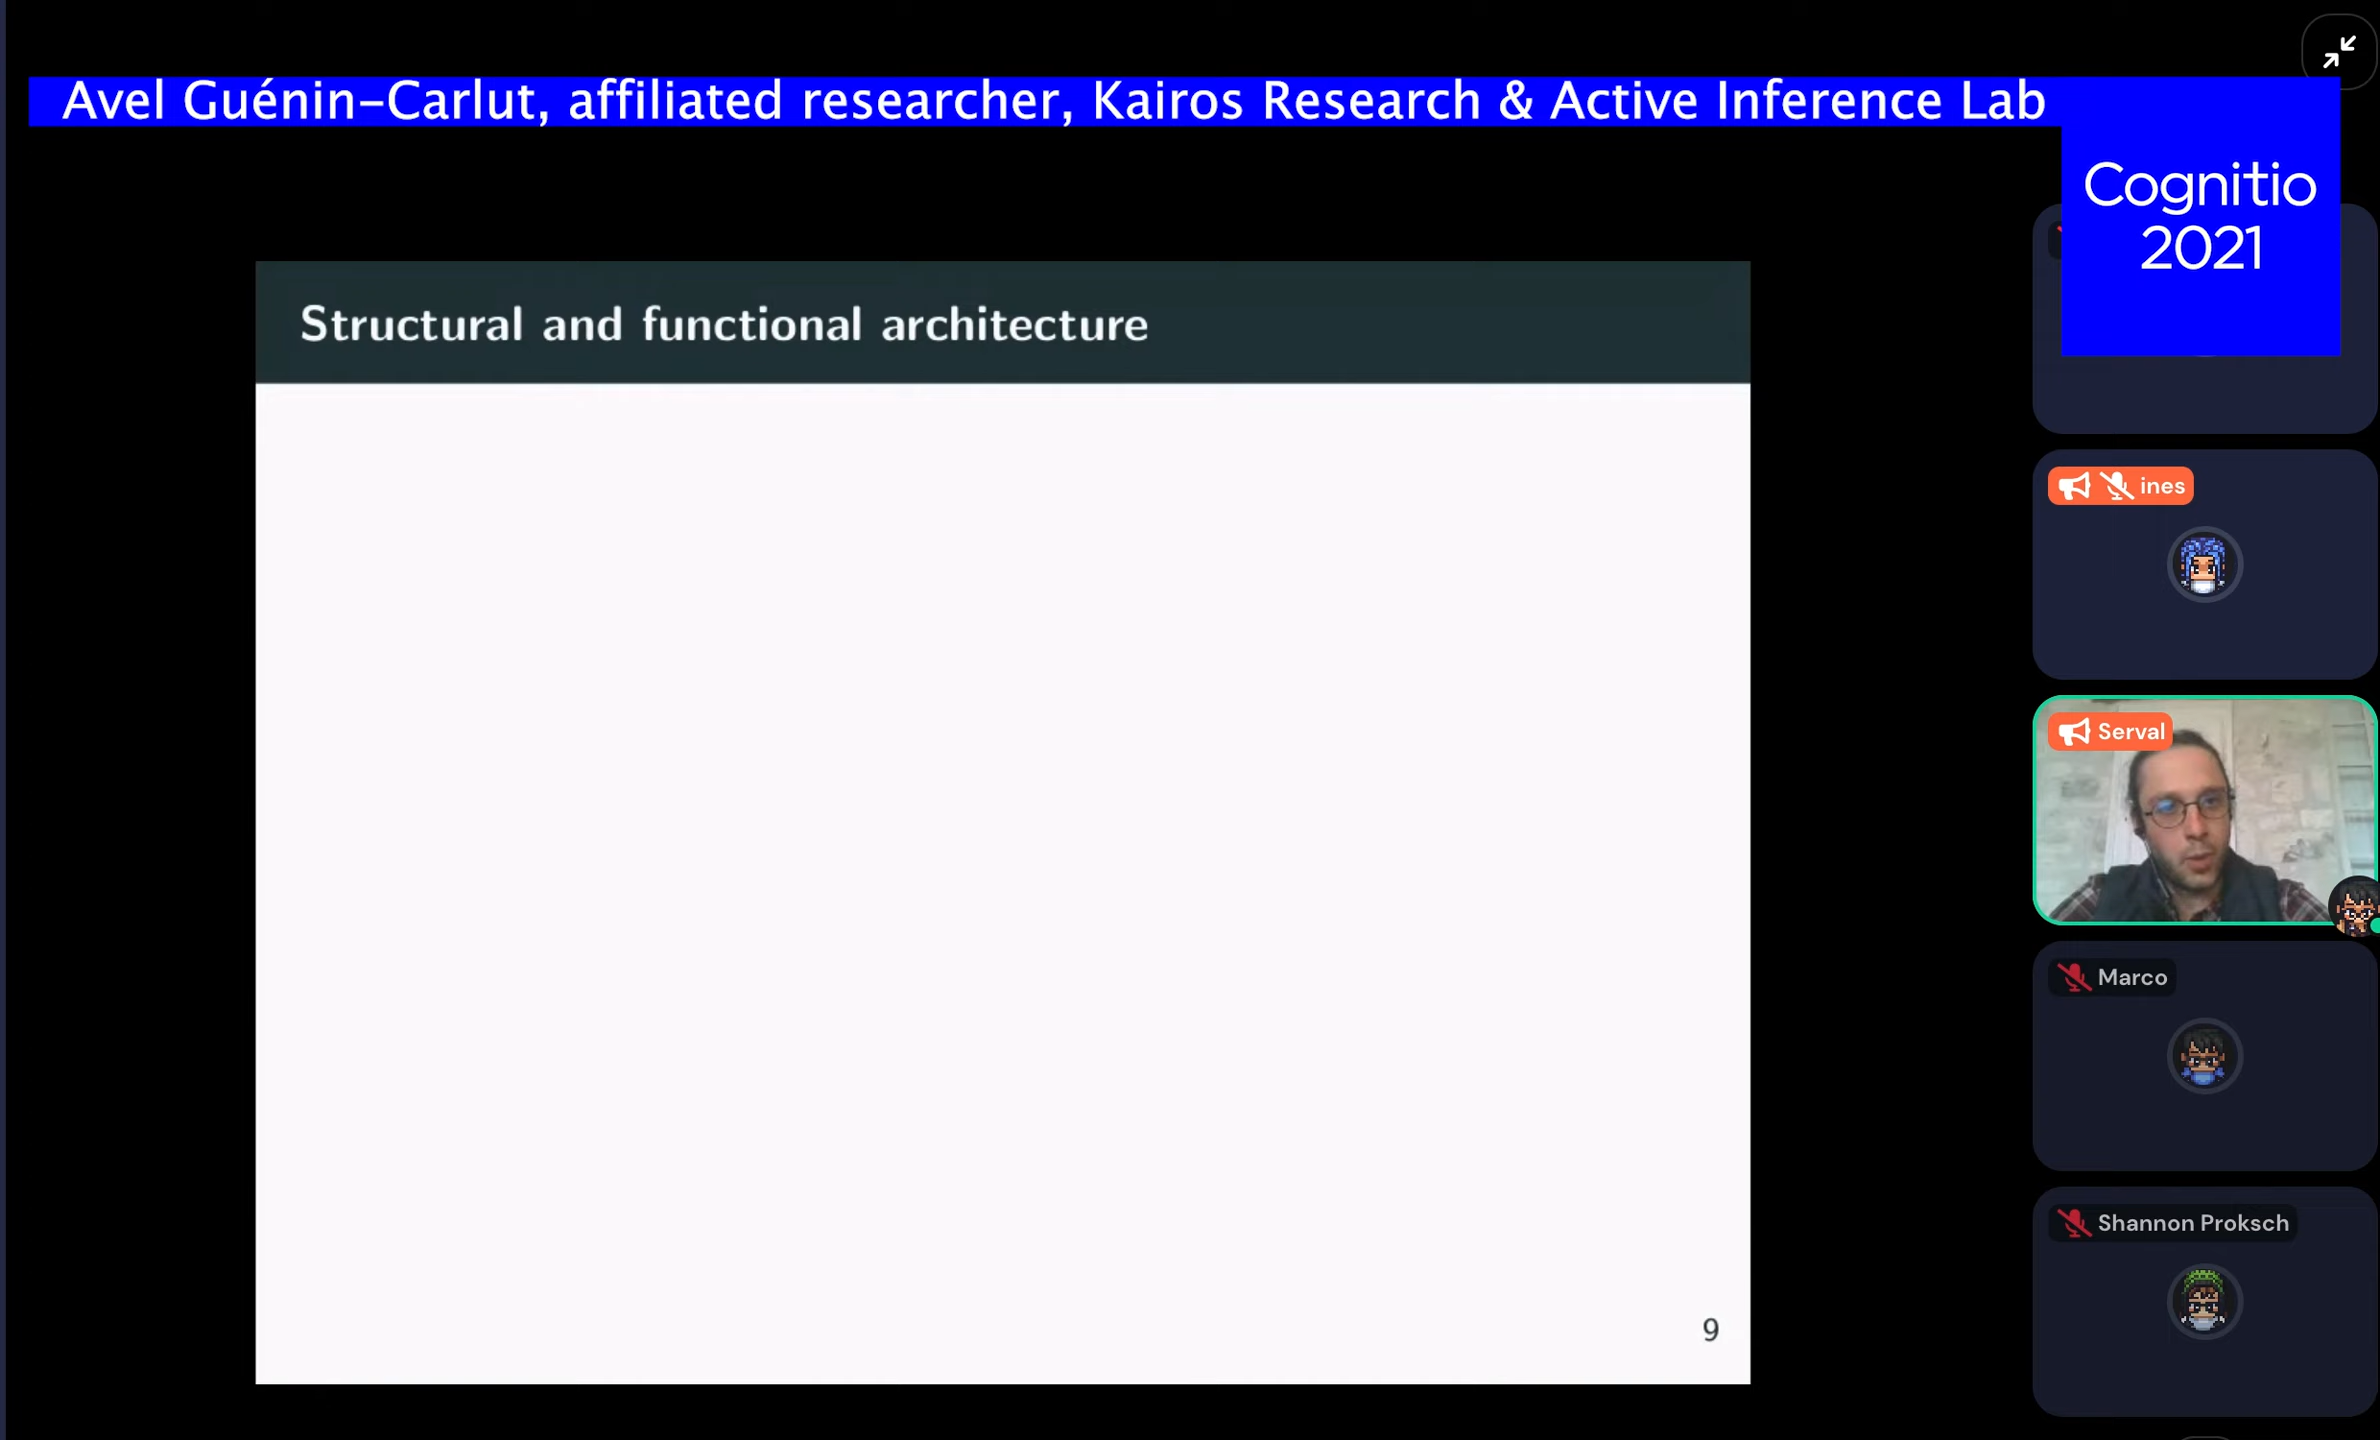 Avel Guénin-Carlut, affiliated researcher, Kairos Research & Active Inference Lab
Cognitio
2021
Structural and functional architecture
9
ines
Serval
Marco
Shannon Proksch